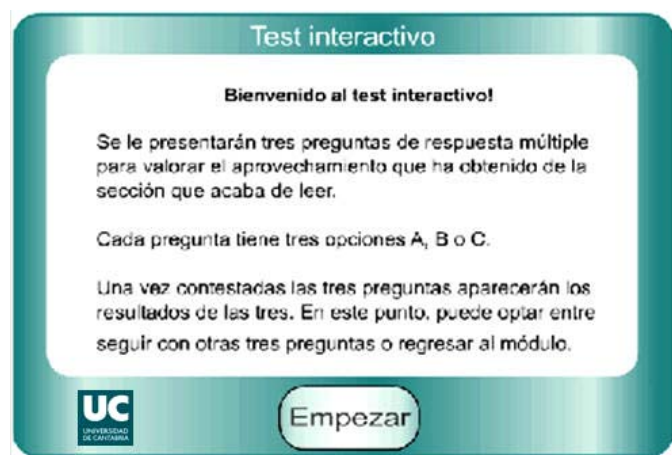 Test interactivo
Bienvenido al test interactivo!
Se le presentarán tres preguntas de respuesta múltiple
para valorar el aprovechamiento que ha obtenido de la
sección que acaba de leer.
Cada pregunta tiene tres opciones A, B o C.
Una vez contestadas las tres preguntas aparecerán los
resultados de las tres. En este punto, puede optar entre
seguir con otras tres preguntas o regresar al módulo.
UC
UNIVERSIDAD
DE CANTABRIA
Empezar